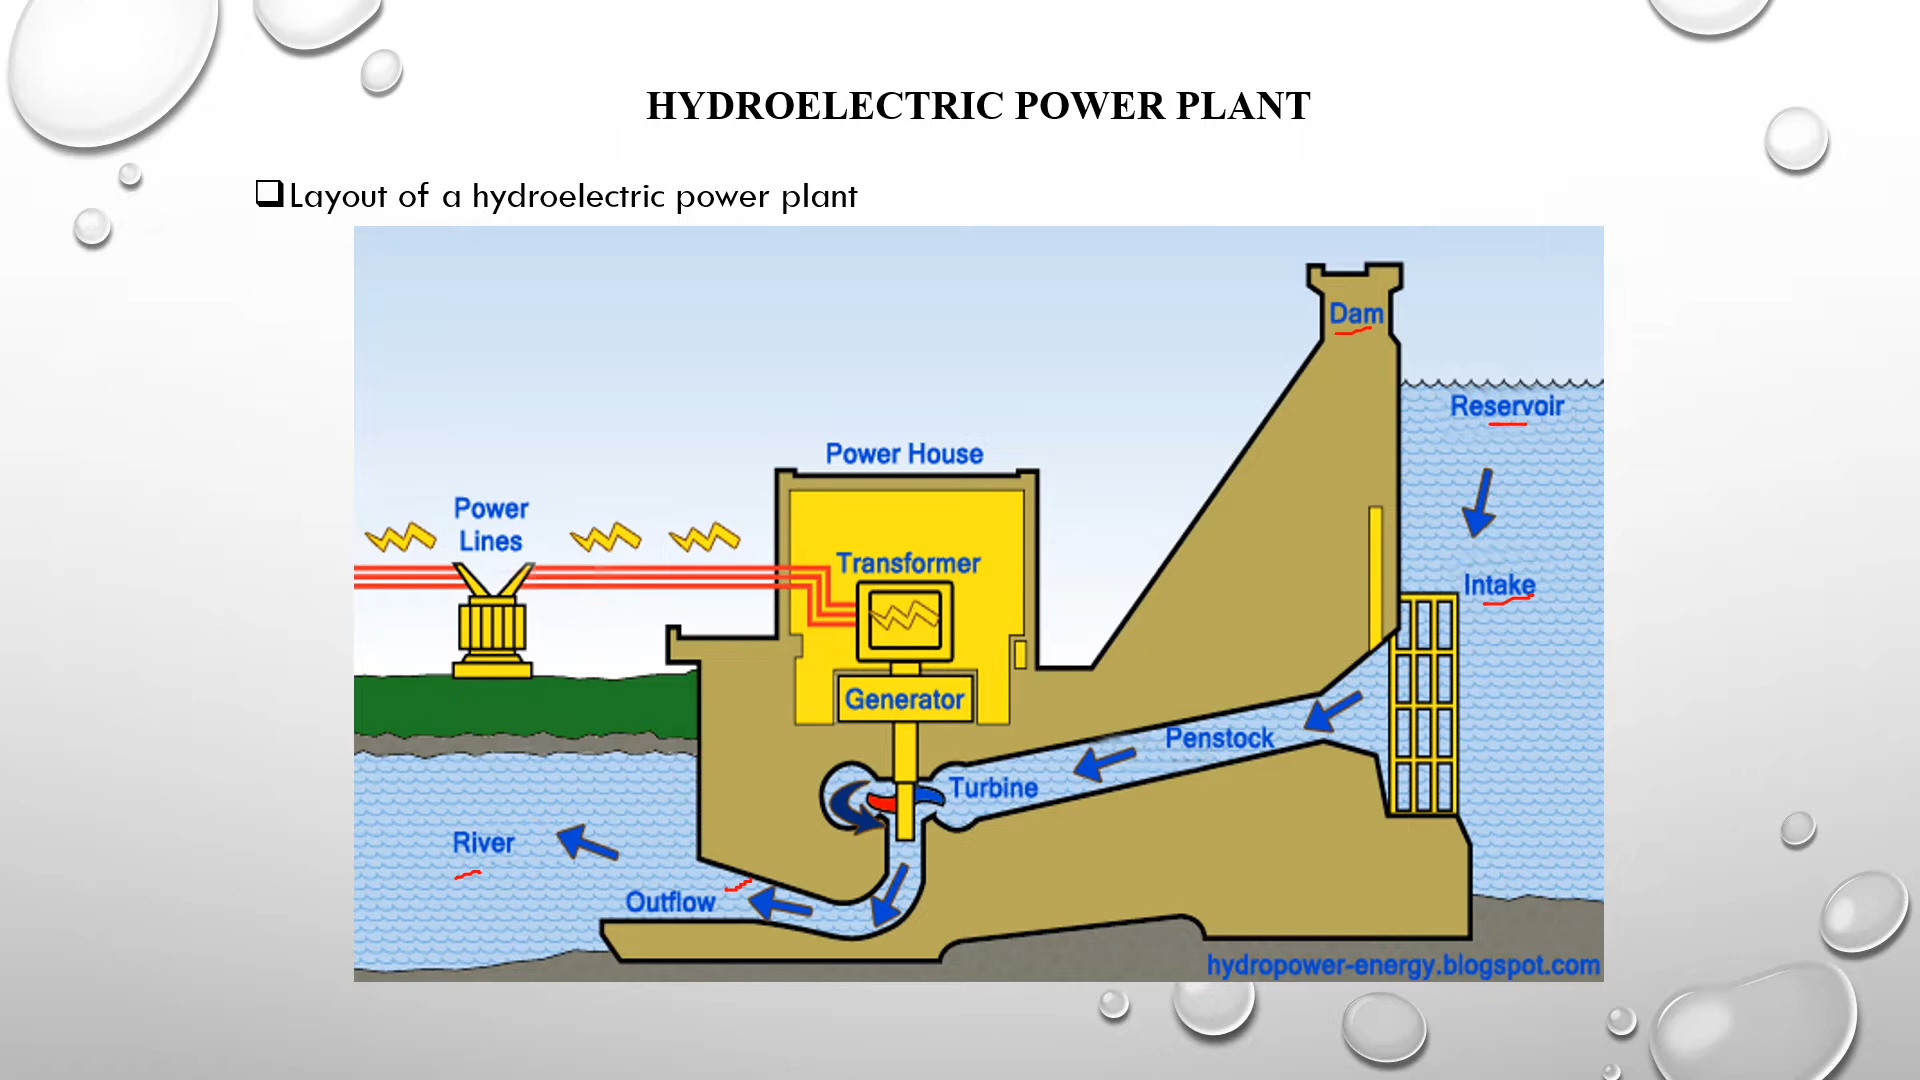 HYDROELECTRIC POWER PLANT
Layout of a hydroelectric power plant
Dam
Reservoir
Power House
Power
Lines
Transformer
Intake
Generator
Penstock
Turbine
River
Outflow
hydropower-energy.blogspot.com